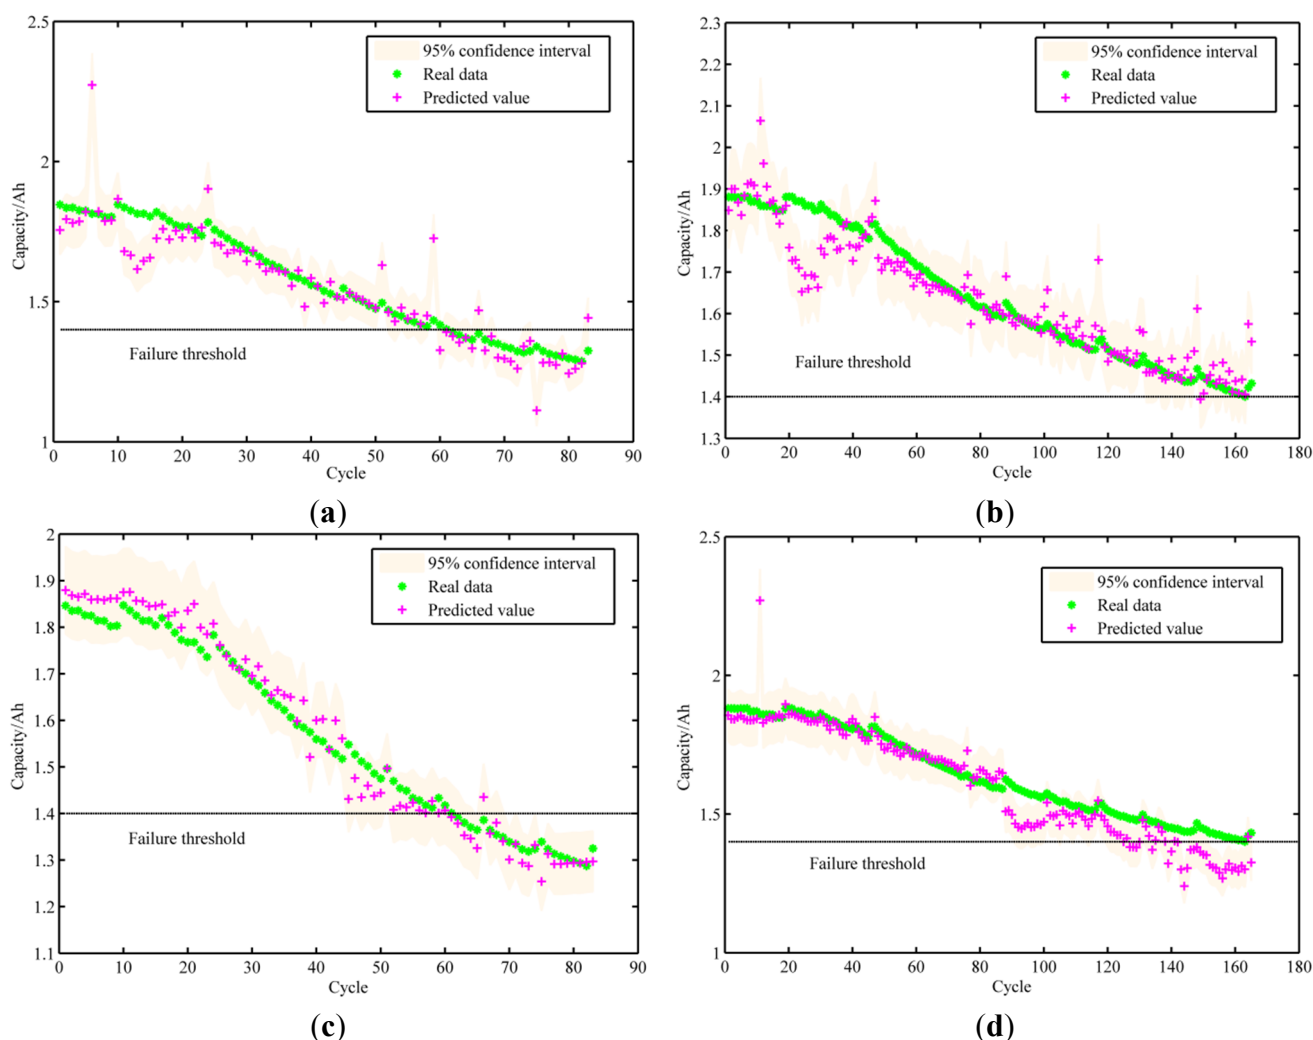 2.5
2
1.5
1
Capacity/Ah
95% confidence interval
Real data
Predicted value
Failure threshold
0 10 20 30 40 50 60 70 80 90
Cycle
(a)
2.3
2.2
2.1
2
1.9
1.8
1.7
1.6
1.5
1.4
1.3
Capacity/Ah
95% confidence interval
Real data
Predicted value
Failure threshold
0 20 40 60 80 100 120 140 160 180
Cycle
(b)
2
1.9
1.8
1.7
1.6
1.5
1.4
1.3
1.2
1.1
Capacity/Ah
95% confidence interval
Real data
Predicted value
Failure threshold
0 10 20 30 40 50 60 70 80 90
Cycle
(c)
2.5
2
1.5
1
Capacity/Ah
95% confidence interval
Real data
Predicted value
Failure threshold
0 20 40 60 80 100 120 140 160 180
Cycle
(d)